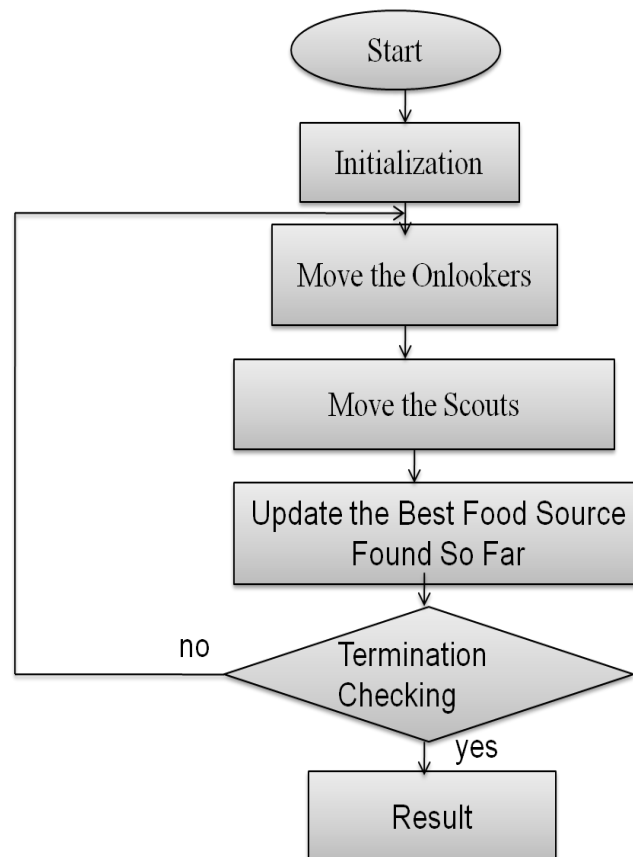 Start
Initialization
Move the Onlookers
Move the Scouts
Update the Best Food Source
Found So Far
no
Termination
Checking
yes
Result